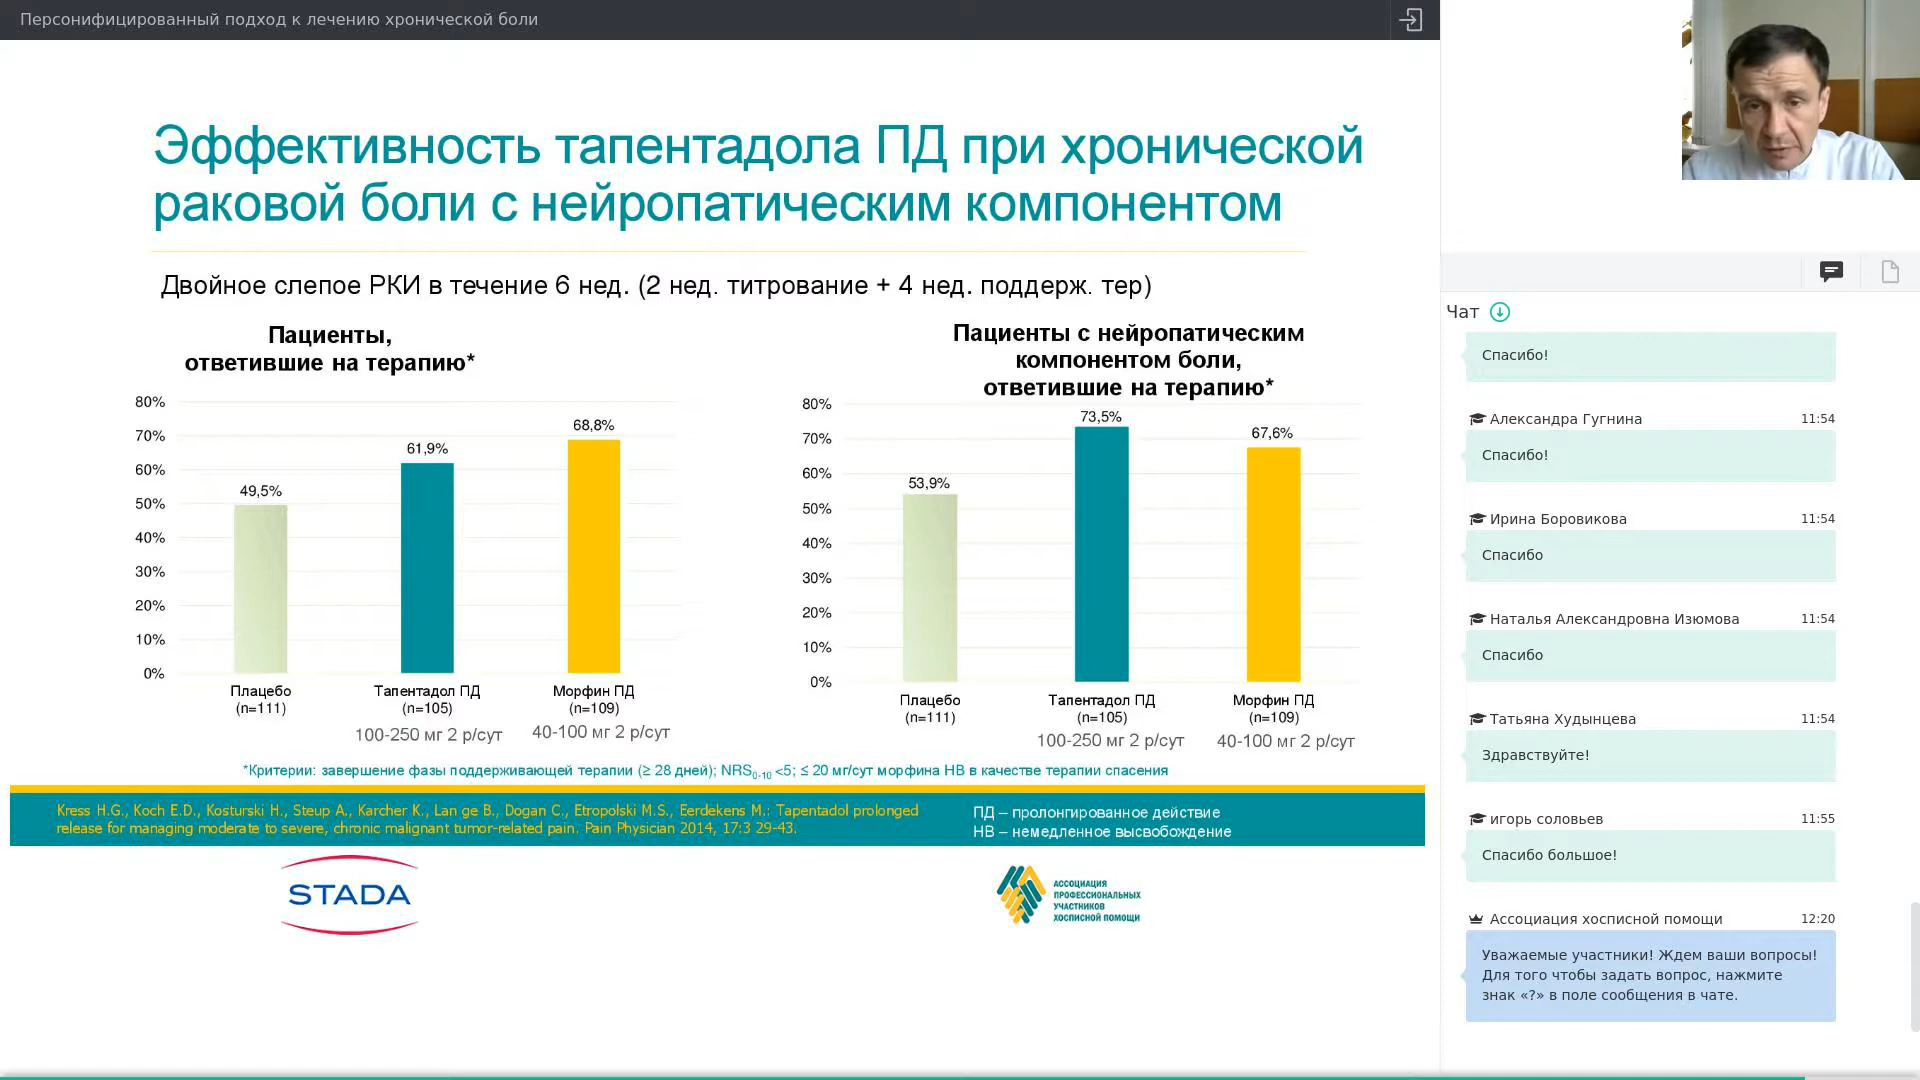 Персонифицированный подход к лечению хронической боли
Эффективность тапентадола ПД при хронической
раковой боли с нейропатическим компонентом
Двойное слепое РКИ в течение 6 нед. (2 нед. титрование + 4 нед. поддерж. тер)
Пациенты,
ответившие на терапию*
80%
70%
60%
50%
40%
30%
20%
10%
0%
49,5%
61,9%
68,8%
Плацебо
(n=111)
Тапентадол ПД
(n=105)
100-250 мг 2 р/сут
Морфин ПД
(n=109)
40-100 мг 2 р/сут
Пациенты с нейропатическим
компонентом боли,
ответившие на терапию*
80%
70%
60%
50%
40%
30%
20%
10%
0%
53,9%
73,5%
67,6%
Плацебо
(n=111)
Тапентадол ПД
(n=105)
100-250 мг 2 р/сут
Морфин ПД
(n=109)
40-100 мг 2 р/сут
*Критерии: завершение фазы поддерживающей терапии (≥ 28 дней); NRS0-10 <5; ≤ 20 мг/сут морфина НВ в качестве терапии спасения
Kress H.G., Koch E.D., Kosturski H., Steup A., Karcher K., Lan ge B., Dogan C., Etropolski M.S., Eerdekens M.: Tapentadol prolonged
release for managing moderate to severe, chronic malignant tumor-related pain. Pain Physician 2014, 17:3 29-43.
ПД – пролонгированное действие
НВ – немедленное высвобождение
STADA
АССОЦИАЦИЯ
ПРОФЕССИОНАЛЬНЫХ
УЧАСТНИКОВ
ХОСПИСНОЙ ПОМОЩИ
Чат
Спасибо!
Александра Гугнина 11:54
Спасибо!
Ирина Боровикова 11:54
Спасибо
Наталья Александровна Изюмова 11:54
Спасибо
Татьяна Худынцева 11:54
Здравствуйте!
игорь соловьев 11:55
Спасибо большое!
Ассоциация хосписной помощи 12:20
Уважаемые участники! Ждем ваши вопросы!
Для того чтобы задать вопрос, нажмите
знак «?» в поле сообщения в чате.